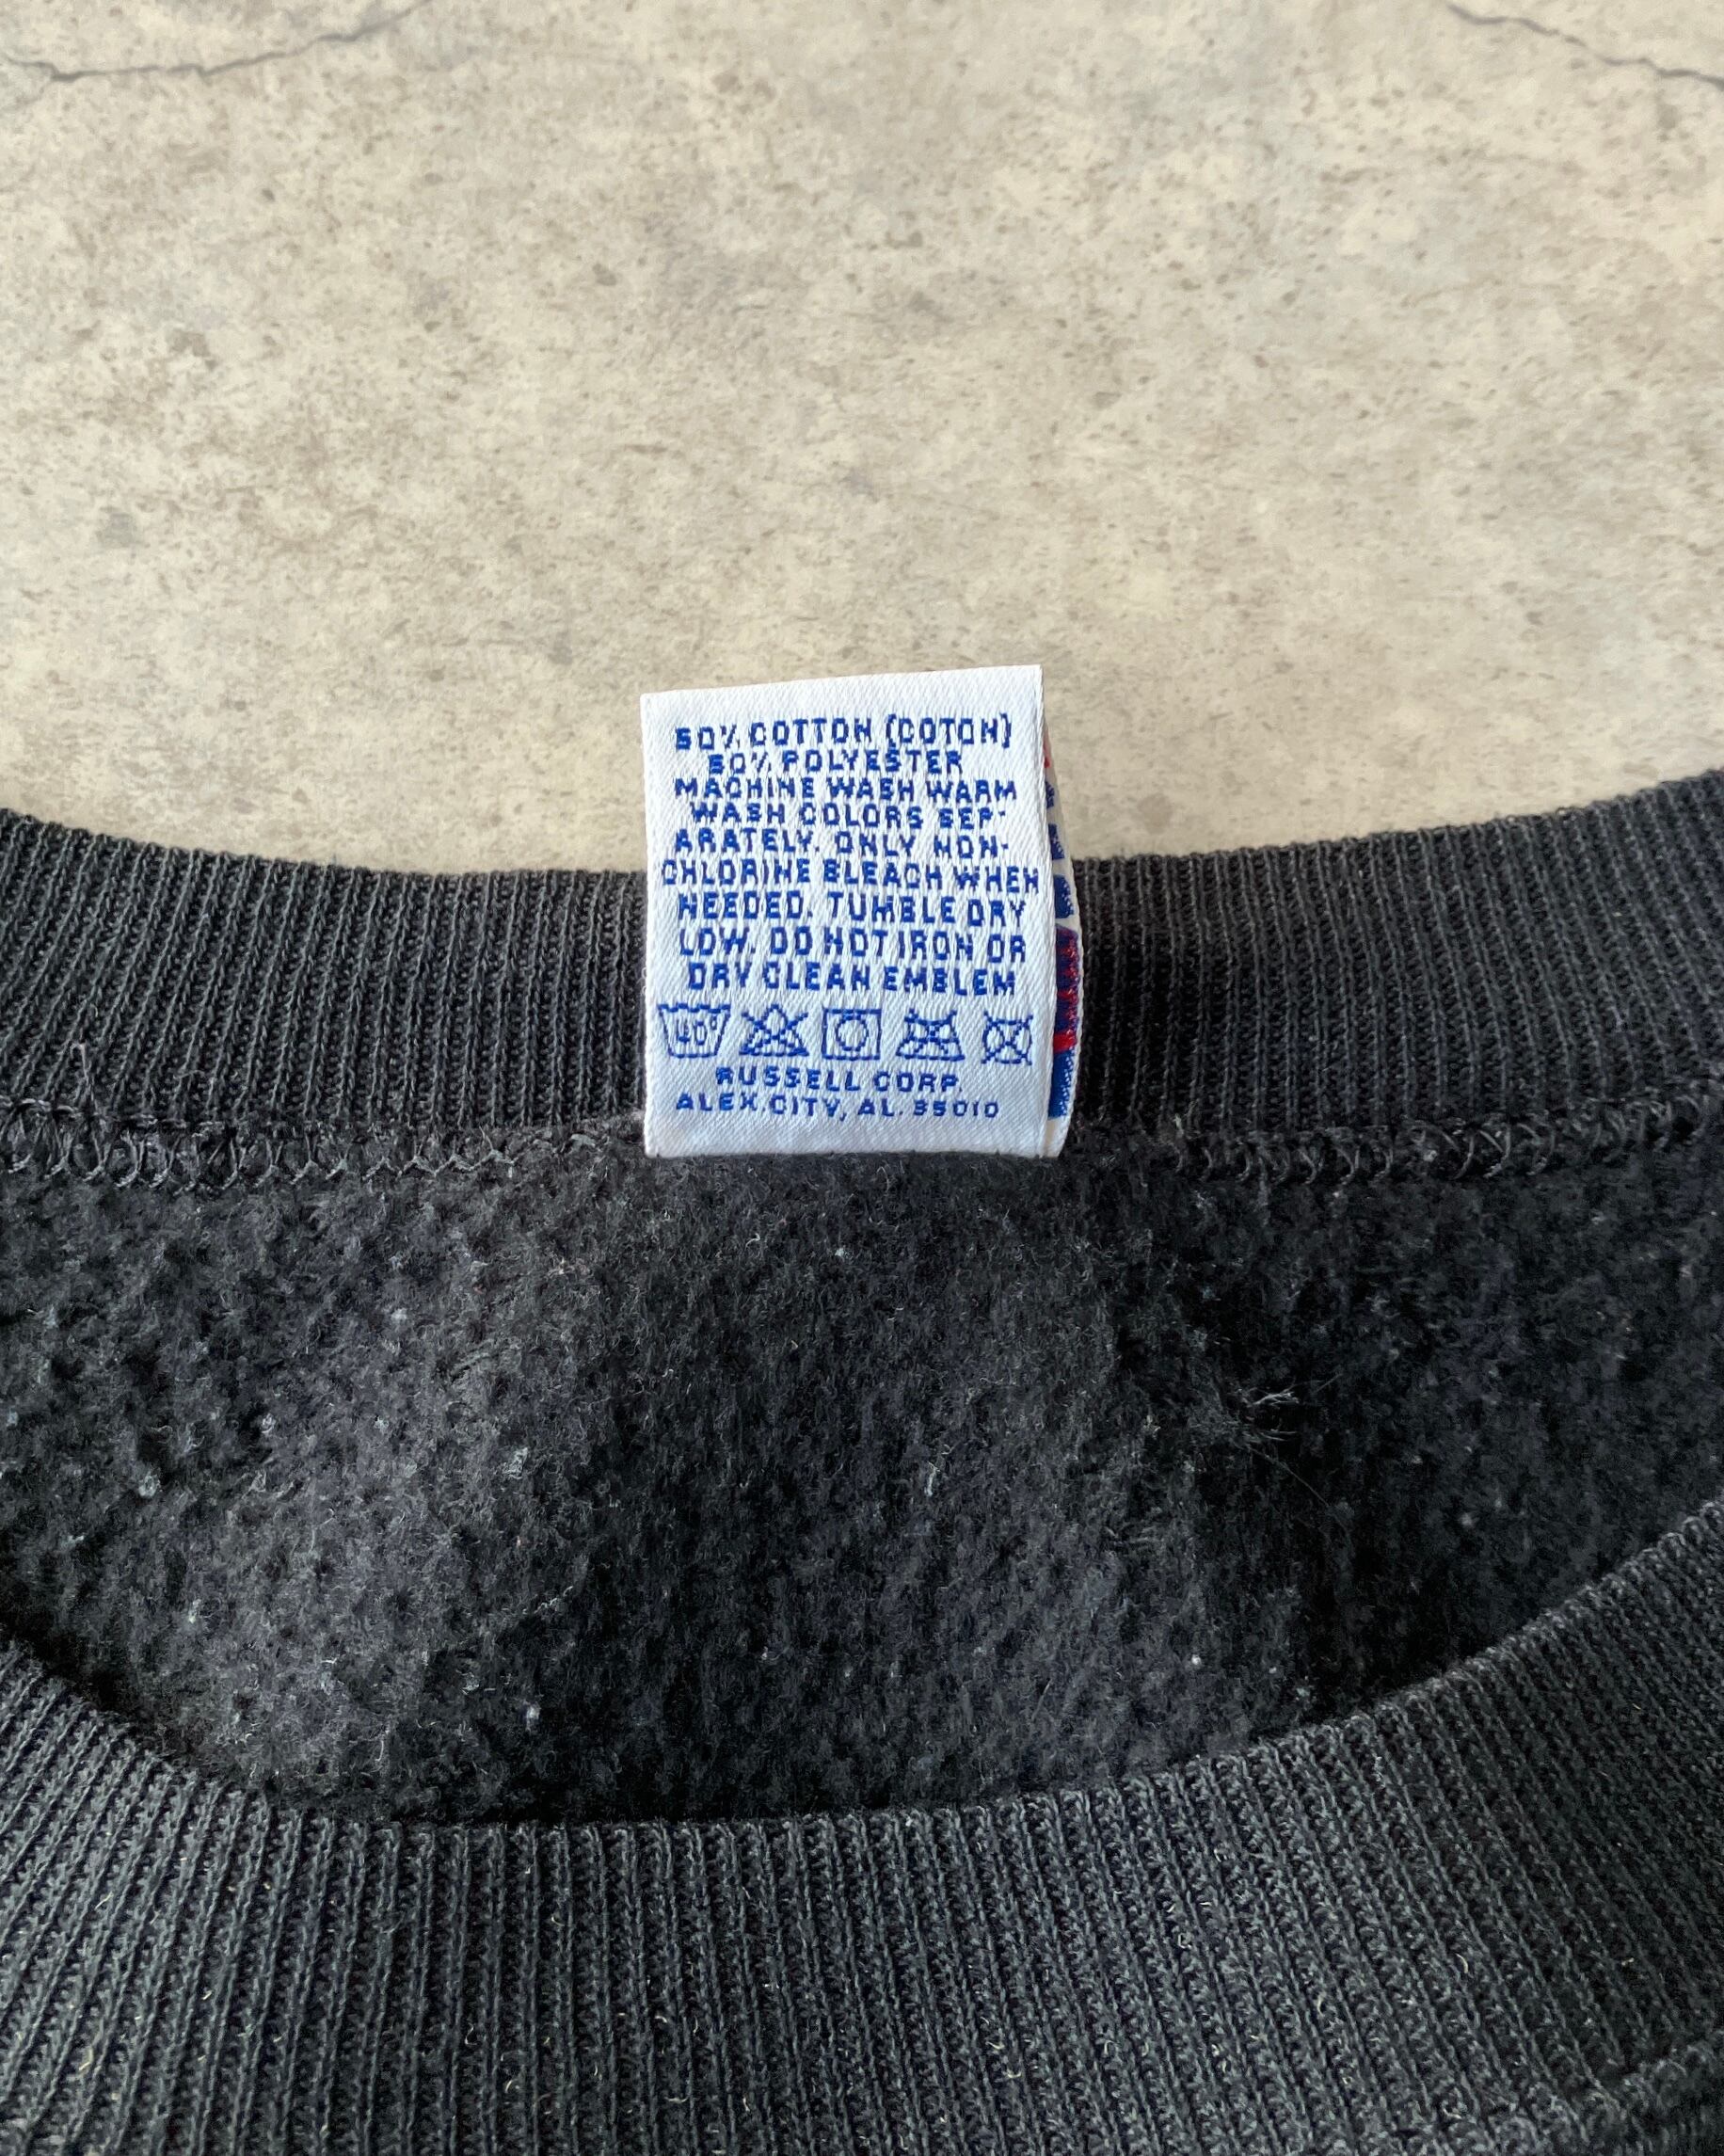 50% COTTON (COTON)
50% POLYESTER
MACHINE WASH WARM
WASH COLORS SEP-
ARATELY. ONLY NON-
CHLORINE BLEACH WHEN
NEEDED. TUMBLE DRY
LOW. DO NOT IRON OR
DRY CLEAN EMBLEM
40°
RUSSELL CORP.
ALEX.CITY, AL. 35010